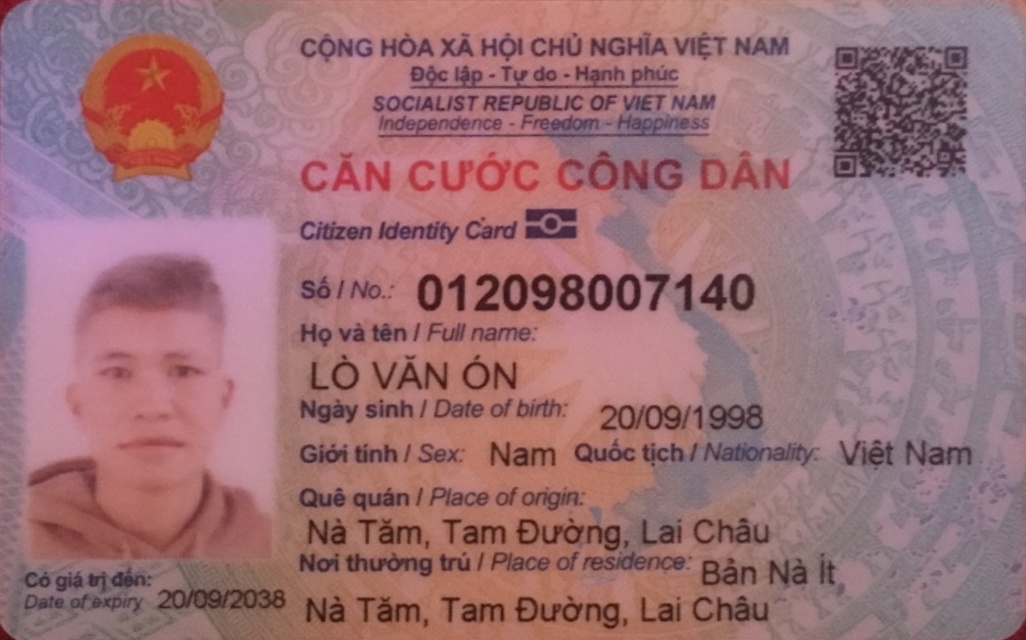 CỘNG HÒA XÃ HỘI CHỦ NGHĨA VIỆT NAM
Độc lập - Tự do - Hạnh phúc
SOCIALIST REPUBLIC OF VIET NAM
Independence - Freedom - Happiness
CĂN CƯỚC CÔNG DÂN
Citizen Identity Card
Số / No.: 012098007140
Họ và tên / Full name:
LÒ VĂN ÓN
Ngày sinh / Date of birth: 20/09/1998
Giới tính / Sex: Nam Quốc tịch / Nationality: Việt Nam
Quê quán / Place of origin:
Nà Tăm, Tam Đường, Lai Châu
Nơi thường trú / Place of residence: Bản Nà Ít
Nà Tăm, Tam Đường, Lai Châu
Có giá trị đến:
Date of expiry 20/09/2038